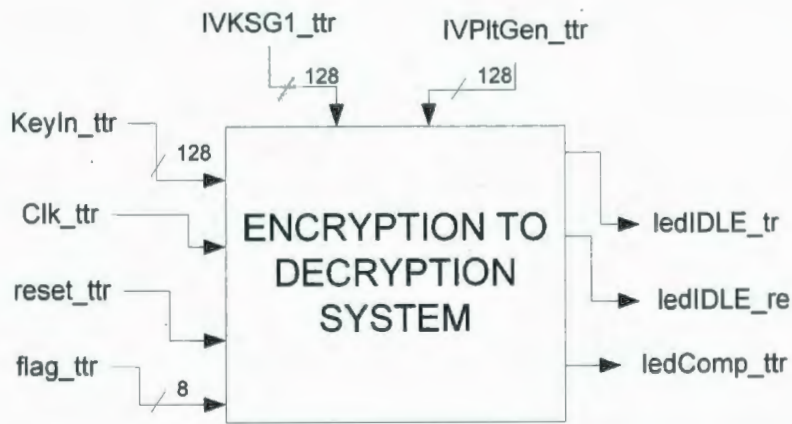 IVKSG1_ttr
IVPltGen_ttr
128
128
KeyIn_ttr
128
Clk_ttr
reset_ttr
flag_ttr
8
ENCRYPTION TO
DECRYPTION
SYSTEM
ledIDLE_tr
ledIDLE_re
ledComp_ttr